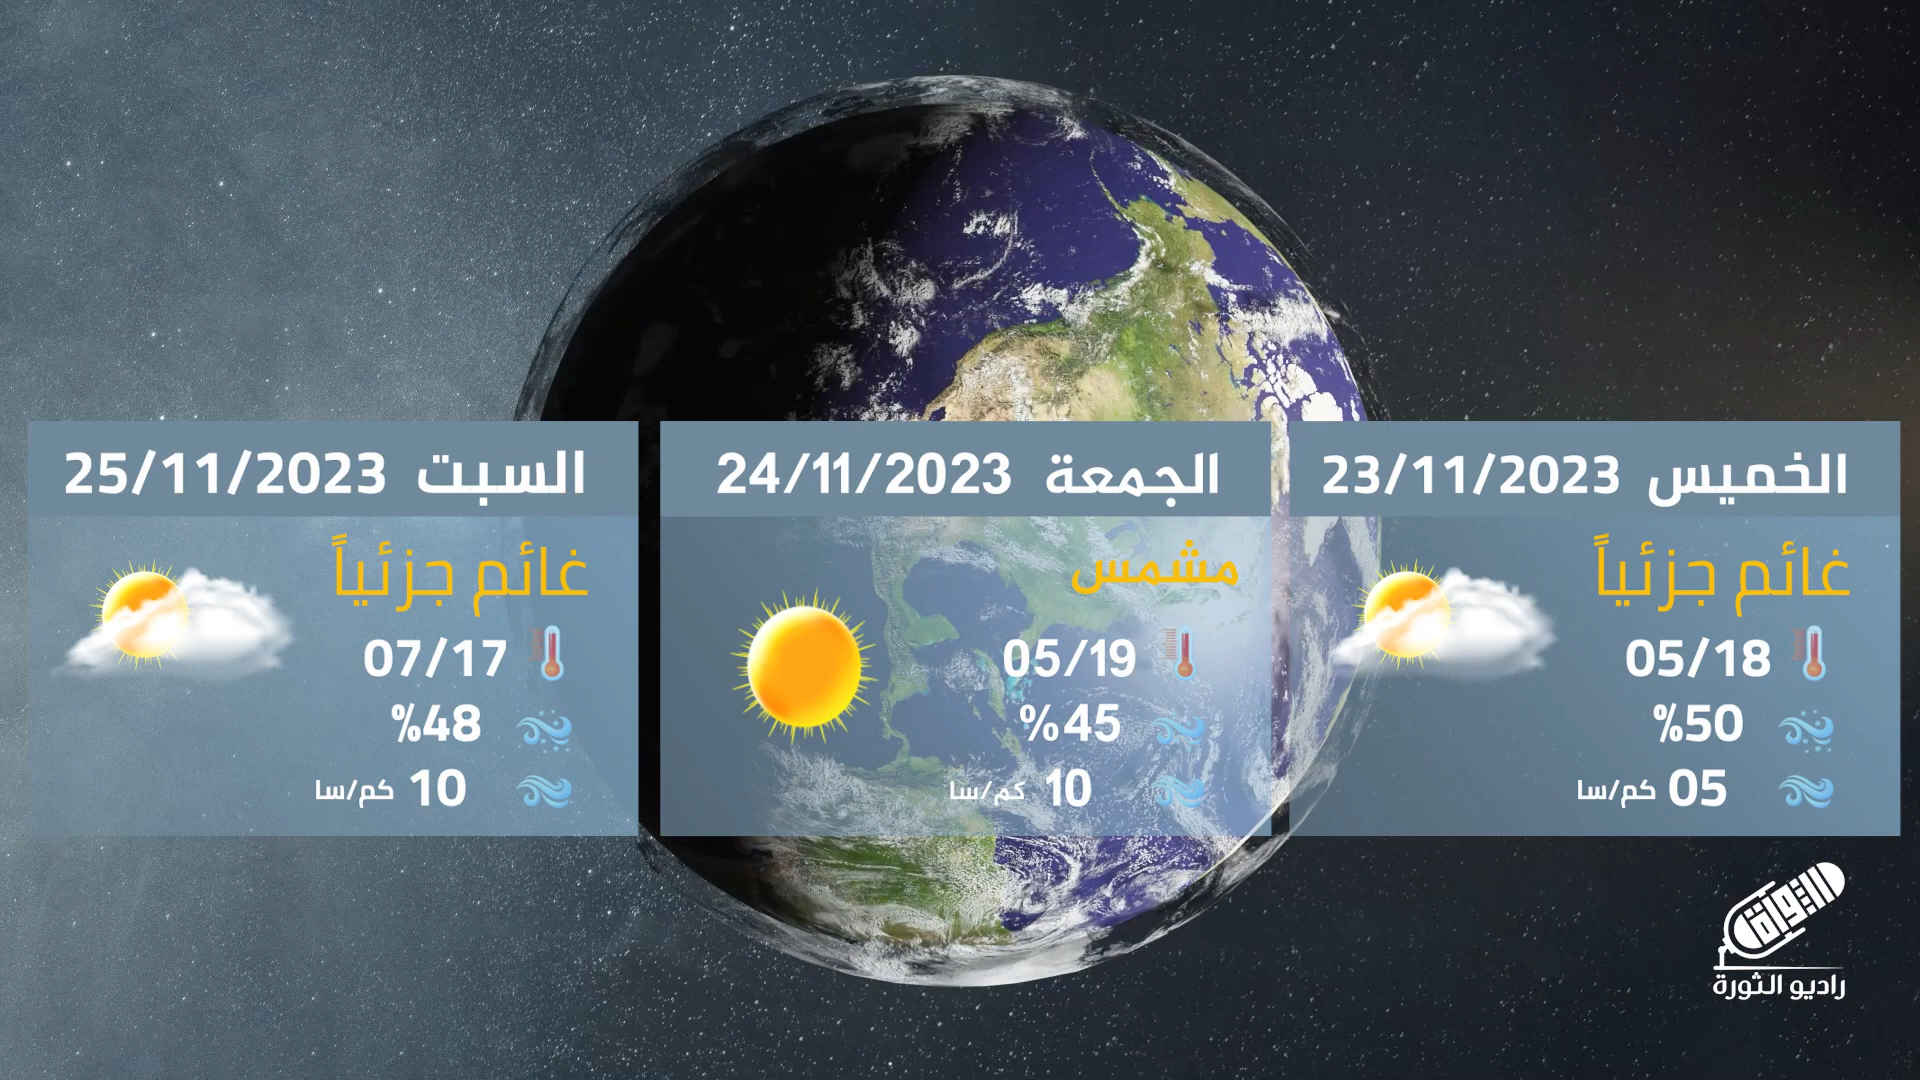 الخميس 23/11/2023
غائم جزئياً
05/18
%50
05 كم/سا
الجمعة 24/11/2023
مشمس
05/19
%45
10 كم/سا
السبت 25/11/2023
غائم جزئياً
07/17
%48
10 كم/سا
الثورة
راديو الثورة